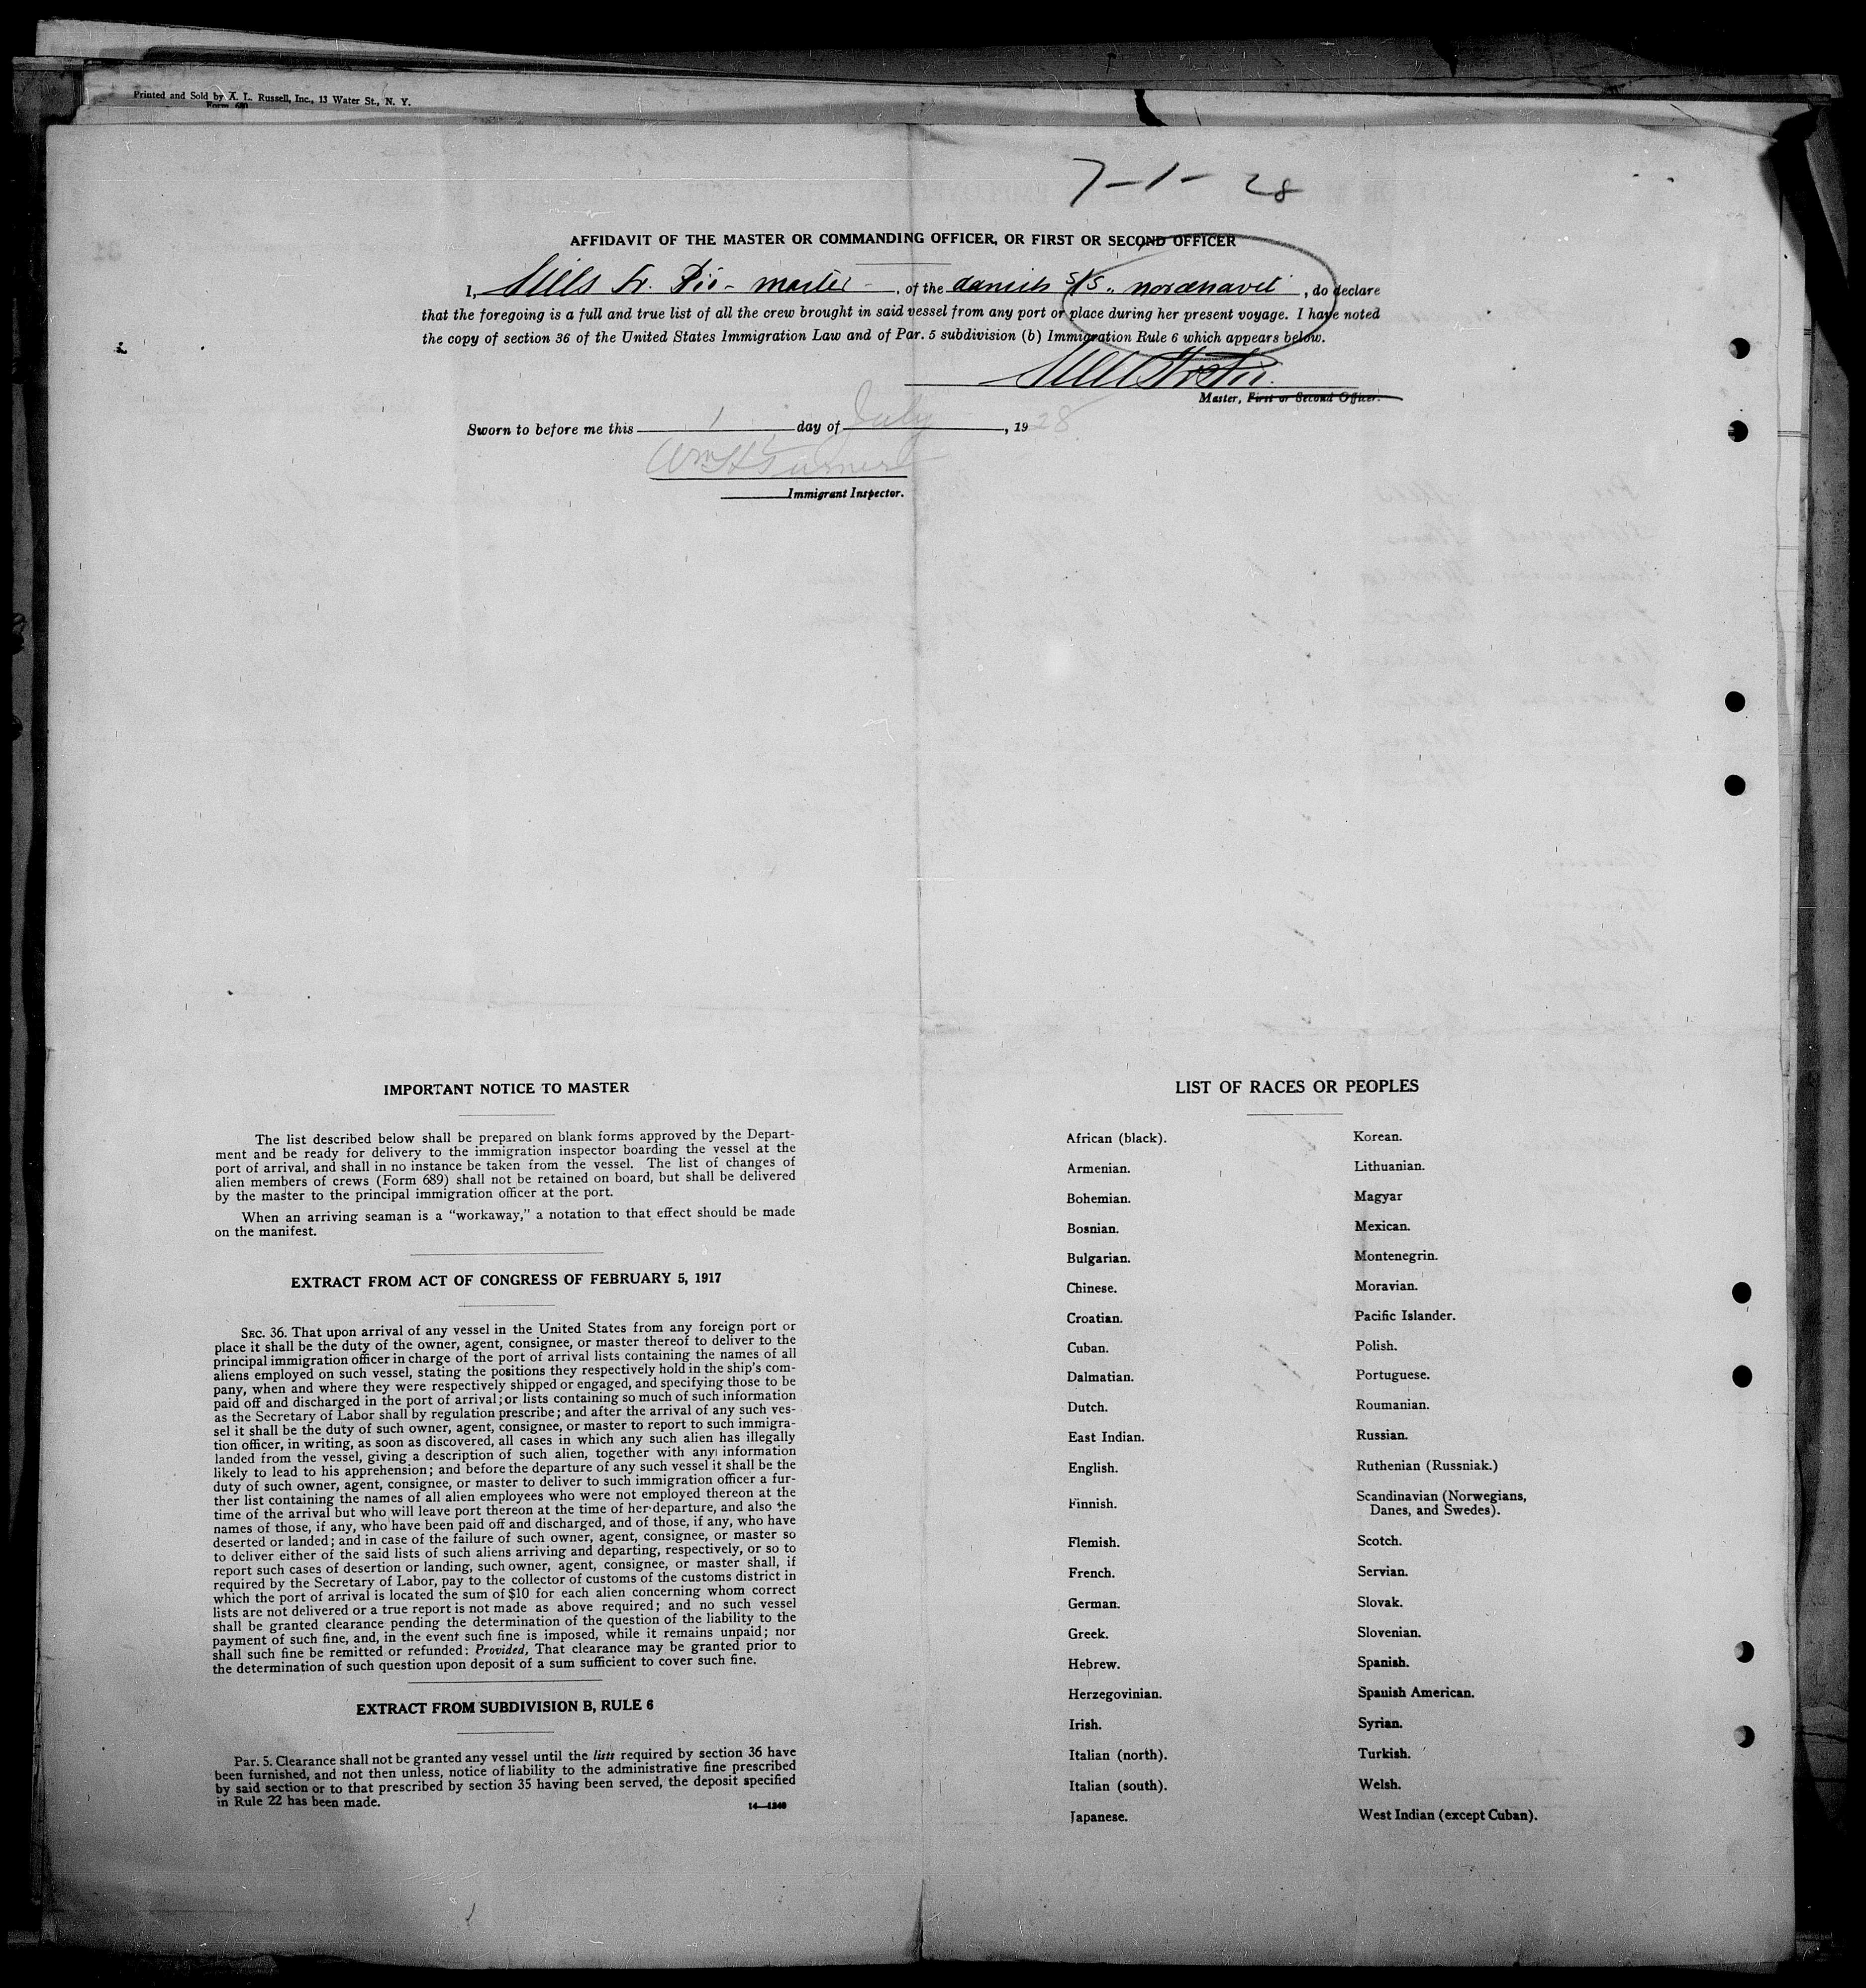 Printed and Sold by A. L. Russell, Inc., 13 Water St., N. Y.
Form 680
7-1-28
AFFIDAVIT OF THE MASTER OR COMMANDING OFFICER, OR FIRST OR SECOND OFFICER
I, Niels Kr. Piil - master - , of the danish S/S. nordhavet , do declare
that the foregoing is a full and true list of all the crew brought in said vessel from any port or place during her present voyage. I have noted
the copy of section 36 of the United States Immigration Law and of Par. 5 subdivision (b) Immigration Rule 6 which appears below.
Master, First or Second Officer.
Sworn to before me this 1 day of July , 1928
Wm H Turner
Immigrant Inspector.
IMPORTANT NOTICE TO MASTER
The list described below shall be prepared on blank forms approved by the Depart-
ment and be ready for delivery to the immigration inspector boarding the vessel at the
port of arrival, and shall in no instance be taken from the vessel. The list of changes of
alien members of crews (Form 689) shall not be retained on board, but shall be delivered
by the master to the principal immigration officer at the port.
When an arriving seaman is a "workaway," a notation to that effect should be made
on the manifest.
EXTRACT FROM ACT OF CONGRESS OF FEBRUARY 5, 1917
SEC. 36. That upon arrival of any vessel in the United States from any foreign port or
place it shall be the duty of the owner, agent, consignee, or master thereof to deliver to the
principal immigration officer in charge of the port of arrival lists containing the names of all
aliens employed on such vessel, stating the positions they respectively hold in the ship's com-
pany, when and where they were respectively shipped or engaged, and specifying those to be
paid off and discharged in the port of arrival; or lists containing so much of such information
as the Secretary of Labor shall by regulation prescribe; and after the arrival of any such ves-
sel it shall be the duty of such owner, agent, consignee, or master to report to such immigra-
tion officer, in writing, as soon as discovered, all cases in which any such alien has illegally
landed from the vessel, giving a description of such alien, together with any information
likely to lead to his apprehension; and before the departure of any such vessel it shall be the
duty of such owner, agent, consignee, or master to deliver to such immigration officer a fur-
ther list containing the names of all alien employees who were not employed thereon at the
time of the arrival but who will leave port thereon at the time of her departure, and also the
names of those, if any, who have been paid off and discharged, and of those, if any, who have
deserted or landed; and in case of the failure of such owner, agent, consignee, or master so
to deliver either of the said lists of such aliens arriving and departing, respectively, or so to
report such cases of desertion or landing, such owner, agent, consignee, or master shall, if
required by the Secretary of Labor, pay to the collector of customs of the customs district in
which the port of arrival is located the sum of $10 for each alien concerning whom correct
lists are not delivered or a true report is not made as above required; and no such vessel
shall be granted clearance pending the determination of the question of the liability to the
payment of such fine, and, in the event such fine is imposed, while it remains unpaid; nor
shall such fine be remitted or refunded: Provided, That clearance may be granted prior to
the determination of such question upon deposit of a sum sufficient to cover such fine.
EXTRACT FROM SUBDIVISION B, RULE 6
Par. 5. Clearance shall not be granted any vessel until the lists required by section 36 have
been furnished, and not then unless, notice of liability to the administrative fine prescribed
by said section or to that prescribed by section 35 having been served, the deposit specified
in Rule 22 has been made.
14—1240
LIST OF RACES OR PEOPLES
African (black).
Armenian.
Bohemian.
Bosnian.
Bulgarian.
Chinese.
Croatian.
Cuban.
Dalmatian.
Dutch.
East Indian.
English.
Finnish.
Flemish.
French.
German.
Greek.
Hebrew.
Herzegovinian.
Irish.
Italian (north).
Italian (south).
Japanese.
Korean.
Lithuanian.
Magyar
Mexican.
Montenegrin.
Moravian.
Pacific Islander.
Polish.
Portuguese.
Roumanian.
Russian.
Ruthenian (Russniak.)
Scandinavian (Norwegians,
Danes, and Swedes).
Scotch.
Servian.
Slovak.
Slovenian.
Spanish.
Spanish American.
Syrian.
Turkish.
Welsh.
West Indian (except Cuban).